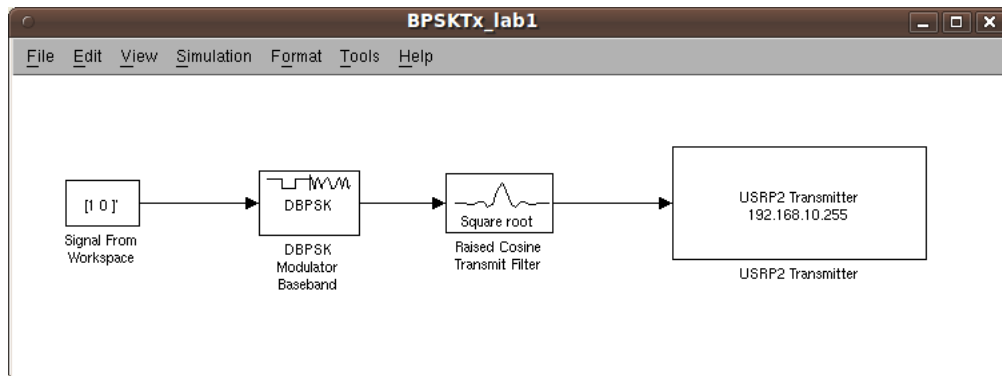 BPSKTx_lab1
File Edit View Simulation Format Tools Help
[1 0]'
Signal From
Workspace
DBPSK
DBPSK
Modulator
Baseband
Square root
Raised Cosine
Transmit Filter
USRP2 Transmitter
192.168.10.255
USRP2 Transmitter